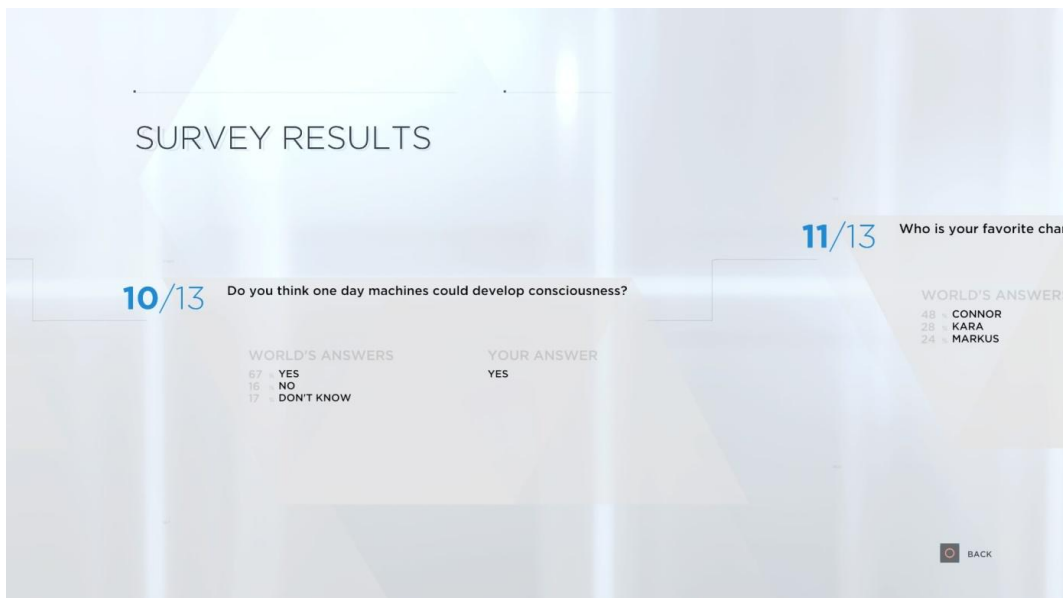 SURVEY RESULTS
10/13 Do you think one day machines could develop consciousness?
WORLD'S ANSWERS YOUR ANSWER
67 % YES YES
16 % NO
17 % DON'T KNOW
11/13 Who is your favorite cha
WORLD'S ANSWER
48 % CONNOR
28 % KARA
24 % MARKUS
BACK